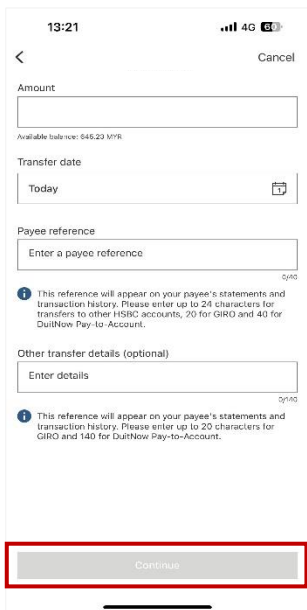 13:21
4G
Cancel
Amount
Available balance: 645.23 MYR
Transfer date
Today
Payee reference
Enter a payee reference
0/40
This reference will appear on your payee's statements and
transaction history. Please enter up to 24 characters for
transfers to other HSBC accounts, 20 for GIRO and 40 for
DuitNow Pay-to-Account.
Other transfer details (optional)
Enter details
0/140
This reference will appear on your payee's statements and
transaction history. Please enter up to 20 characters for
GIRO and 140 for DuitNow Pay-to-Account.
Continue